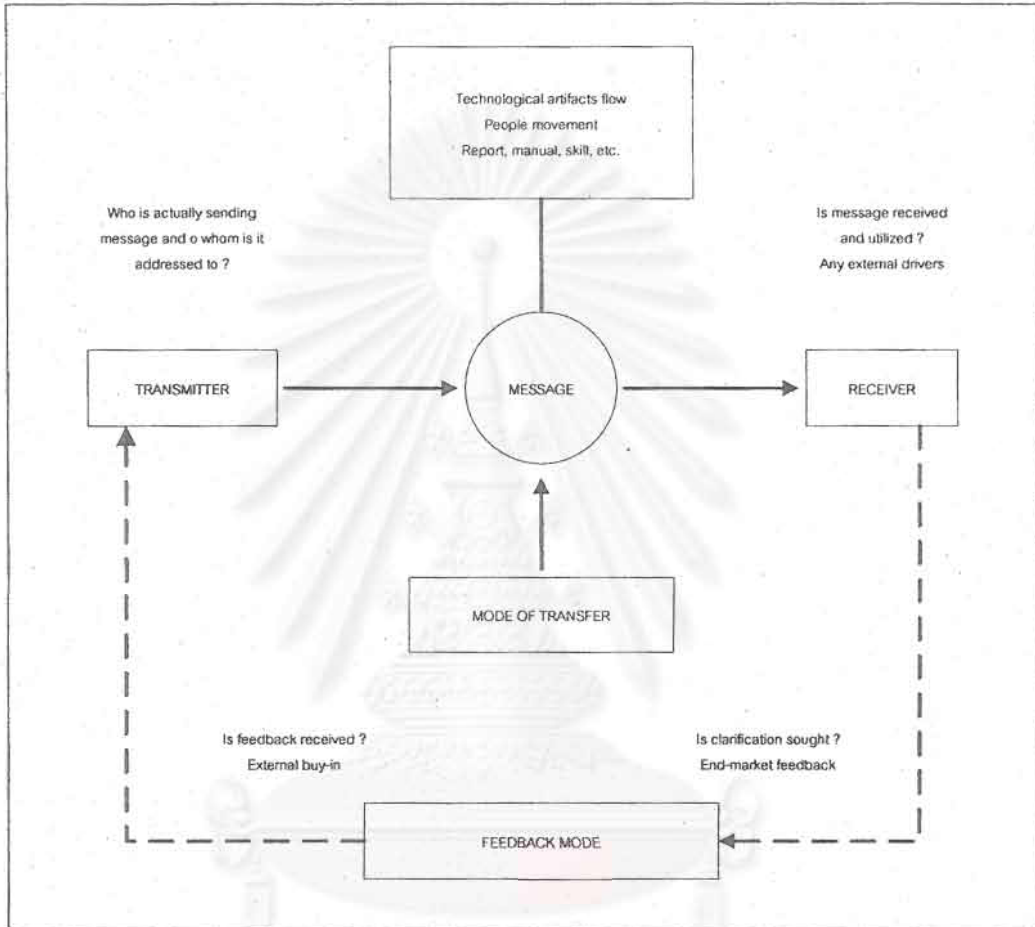 Technological artifacts flow
People movement
Report, manual, skill, etc.
Who is actually sending
message and o whom is it
addressed to ?
Is message received
and utilized ?
Any external drivers
TRANSMITTER
MESSAGE
RECEIVER
MODE OF TRANSFER
Is feedback received ?
External buy-in
Is clarification sought ?
End-market feedback
FEEDBACK MODE